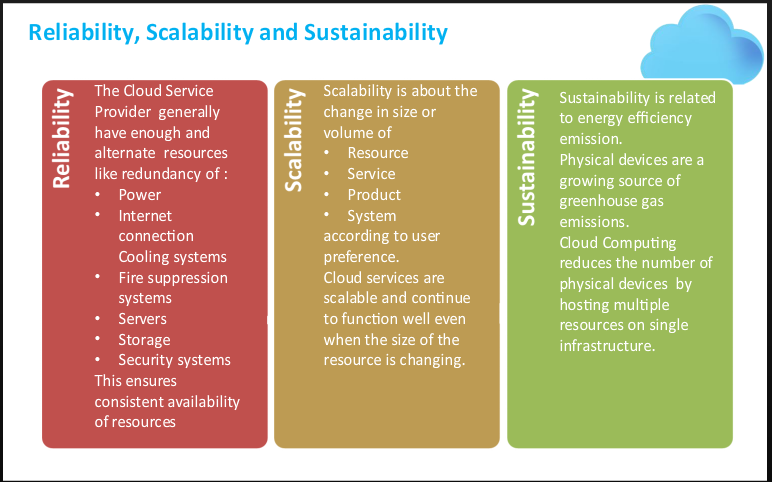 Reliability, Scalability and Sustainability
Reliability
The Cloud Service
Provider generally
have enough and
alternate resources
like redundancy of :
• Power
• Internet
connection
Cooling systems
• Fire suppression
systems
• Servers
• Storage
• Security systems
This ensures
consistent availability
of resources
Scalability
Scalability is about the
change in size or
volume of
• Resource
• Service
• Product
• System
according to user
preference.
Cloud services are
scalable and continue
to function well even
when the size of the
resource is changing.
Sustainability
Sustainability is related
to energy efficiency
emission.
Physical devices are a
growing source of
greenhouse gas
emissions.
Cloud Computing
reduces the number of
physical devices by
hosting multiple
resources on single
infrastructure.